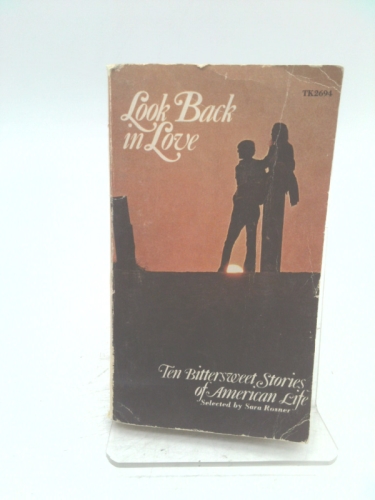 TK2694
Look Back
in Love
Ten Bittersweet Stories
of American Life
Selected by Sara Rosner